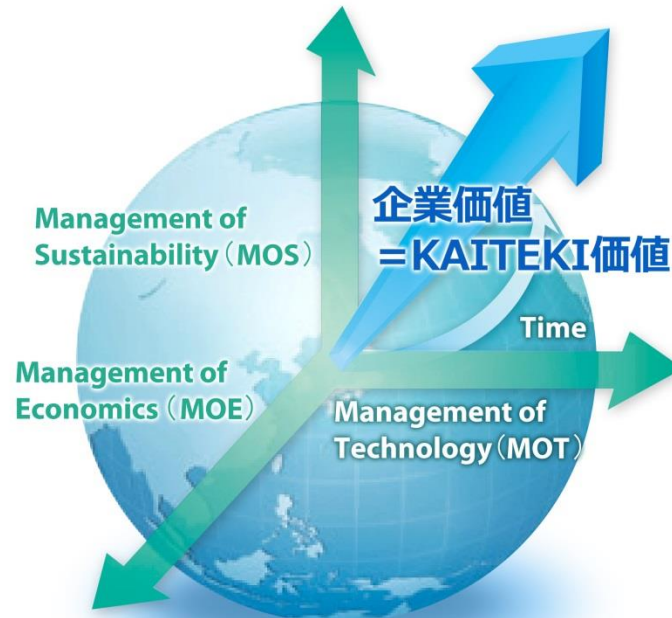 Management of
Sustainability（MOS）
企業価値
=KAITEKI価値
Time
Management of
Economics（MOE）
Management of
Technology（MOT）